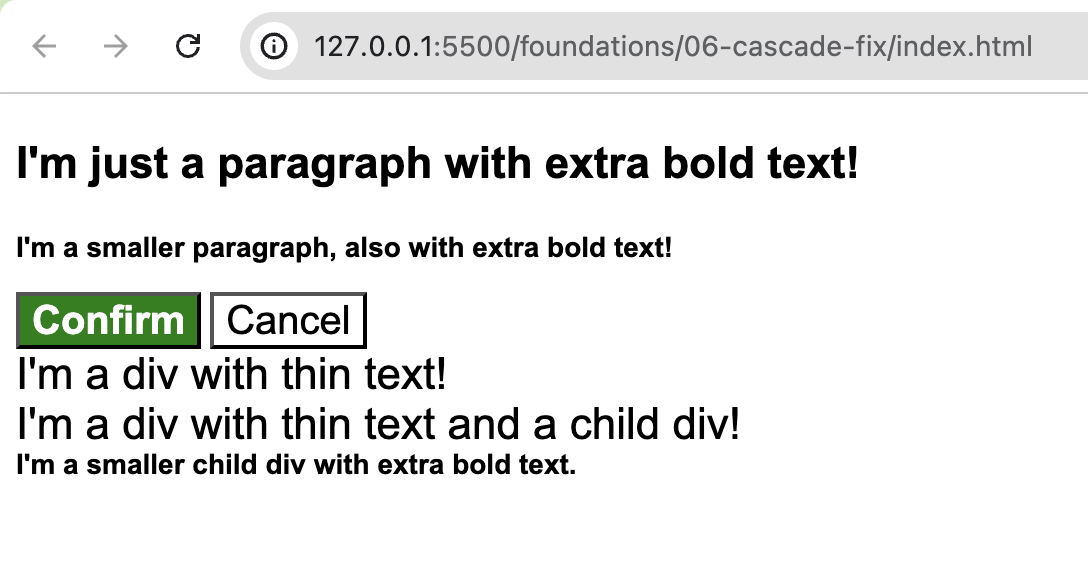 127.0.0.1:5500/foundations/06-cascade-fix/index.html
I'm just a paragraph with extra bold text!
I'm a smaller paragraph, also with extra bold text!
Confirm Cancel
I'm a div with thin text!
I'm a div with thin text and a child div!
I'm a smaller child div with extra bold text.